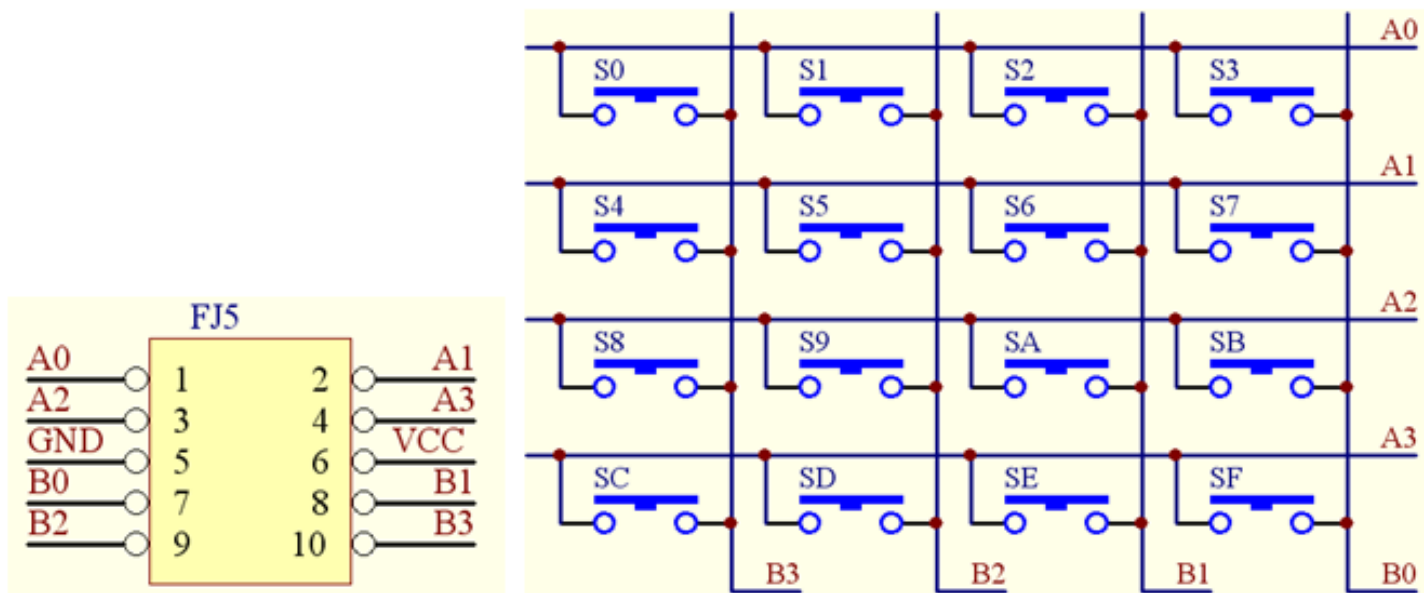 FJ5
A0 1 2 A1
A2 3 4 A3
GND 5 6 VCC
B0 7 8 B1
B2 9 10 B3
A0
S0 S1 S2 S3
A1
S4 S5 S6 S7
A2
S8 S9 SA SB
A3
SC SD SE SF
B3 B2 B1 B0